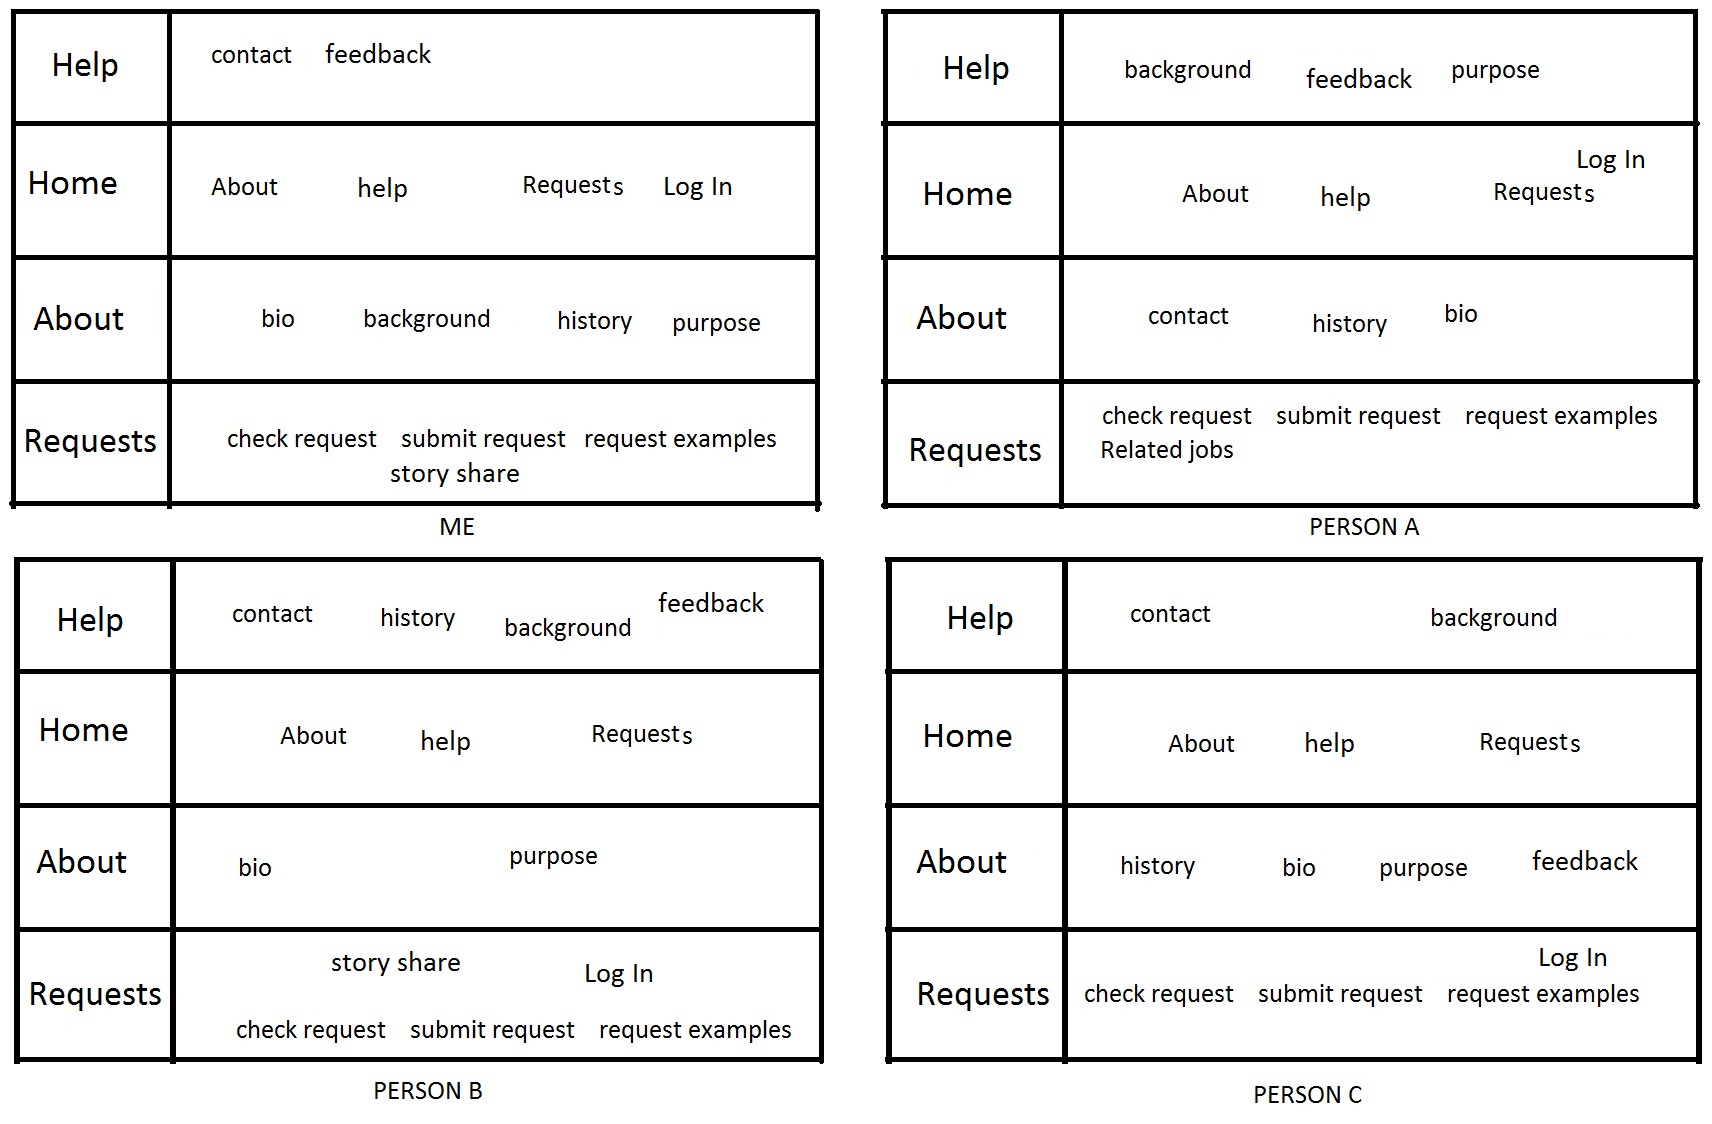 Help contact feedback
Home About help Requests Log In
About bio background history purpose
Requests check request submit request request examples
story share
ME
Help background feedback purpose
Log In
Home About help Requests
About contact history bio
Requests check request submit request request examples
Related jobs
PERSON A
Help contact history background feedback
Home About help Requests
About bio purpose
Requests story share Log In
check request submit request request examples
PERSON B
Help contact background
Home About help Requests
About history bio purpose feedback
Log In
Requests check request submit request request examples
PERSON C